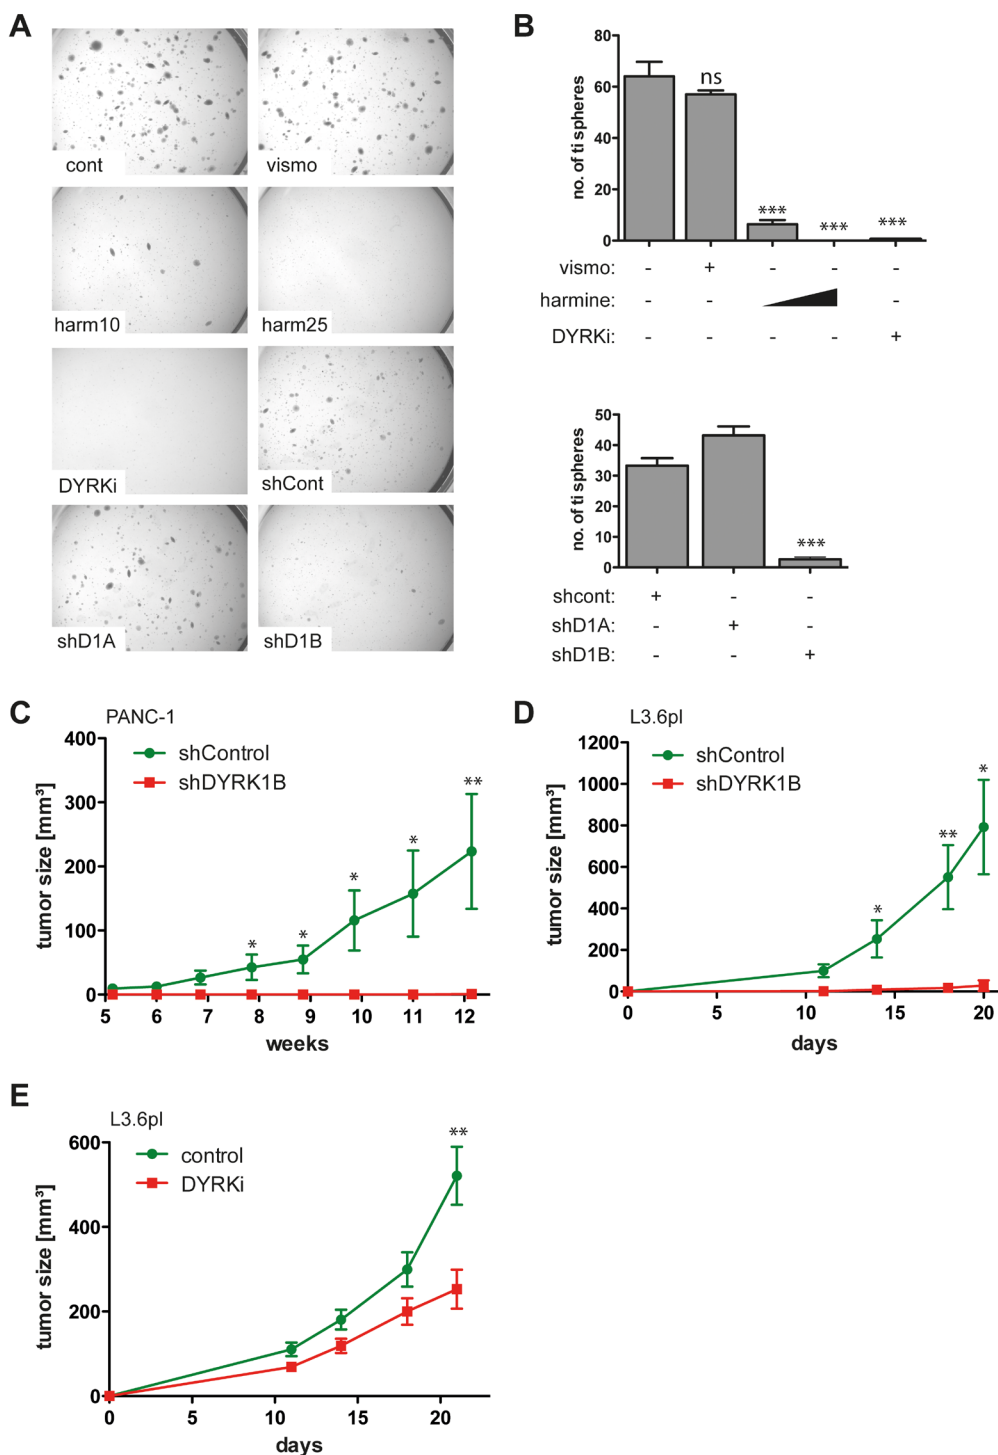 A
cont
vismo
harm10
harm25
DYRKi
shCont
shD1A
shD1B
B
80
60
40
20
0
no. of ti spheres
ns
***
***
***
vismo: - + - - -
harmine: - - -
DYRKi: - - - - +
50
40
30
20
10
0
no. of ti spheres
***
shcont: + - -
shD1A: - + -
shD1B: - - +
C
PANC-1
shControl
shDYRK1B
400
300
200
100
0
tumor size [mm³]
* * * * **
5 6 7 8 9 10 11 12
weeks
D
L3.6pl
shControl
shDYRK1B
1200
1000
800
600
400
200
0
tumor size [mm³]
* ** *
0 5 10 15 20
days
E
L3.6pl
control
DYRKi
600
400
200
0
tumor size [mm³]
**
0 5 10 15 20
days